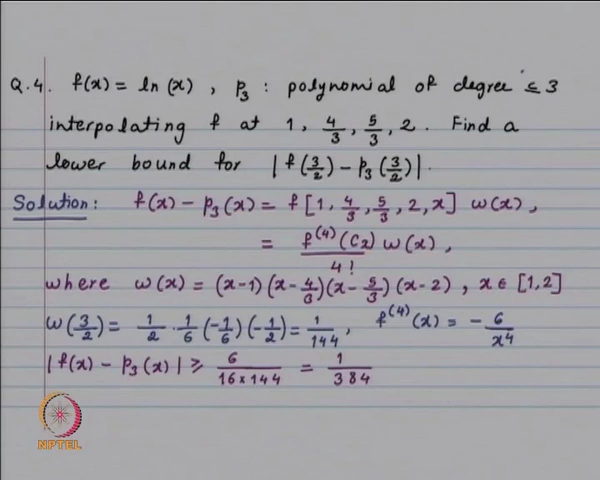 Q.4. f(x) = ln(x), p₃ : polynomial of degree ≤ 3
interpolating f at 1, 4/3, 5/3, 2. Find a
lower bound for |f(3/2) − p₃(3/2)|.
Solution: f(x) − p₃(x) = f[1, 4/3, 5/3, 2, x] w(x),
= f⁽⁴⁾(cx)/4! w(x),
where w(x) = (x−1)(x−4/3)(x−5/3)(x−2), x ∈ [1,2]
w(3/2) = 1/2 · 1/6 (−1/6)(−1/2) = 1/144, f⁽⁴⁾(x) = − 6/x⁴
|f(x) − p₃(x)| ≥ 6/(16×144) = 1/384
NPTEL